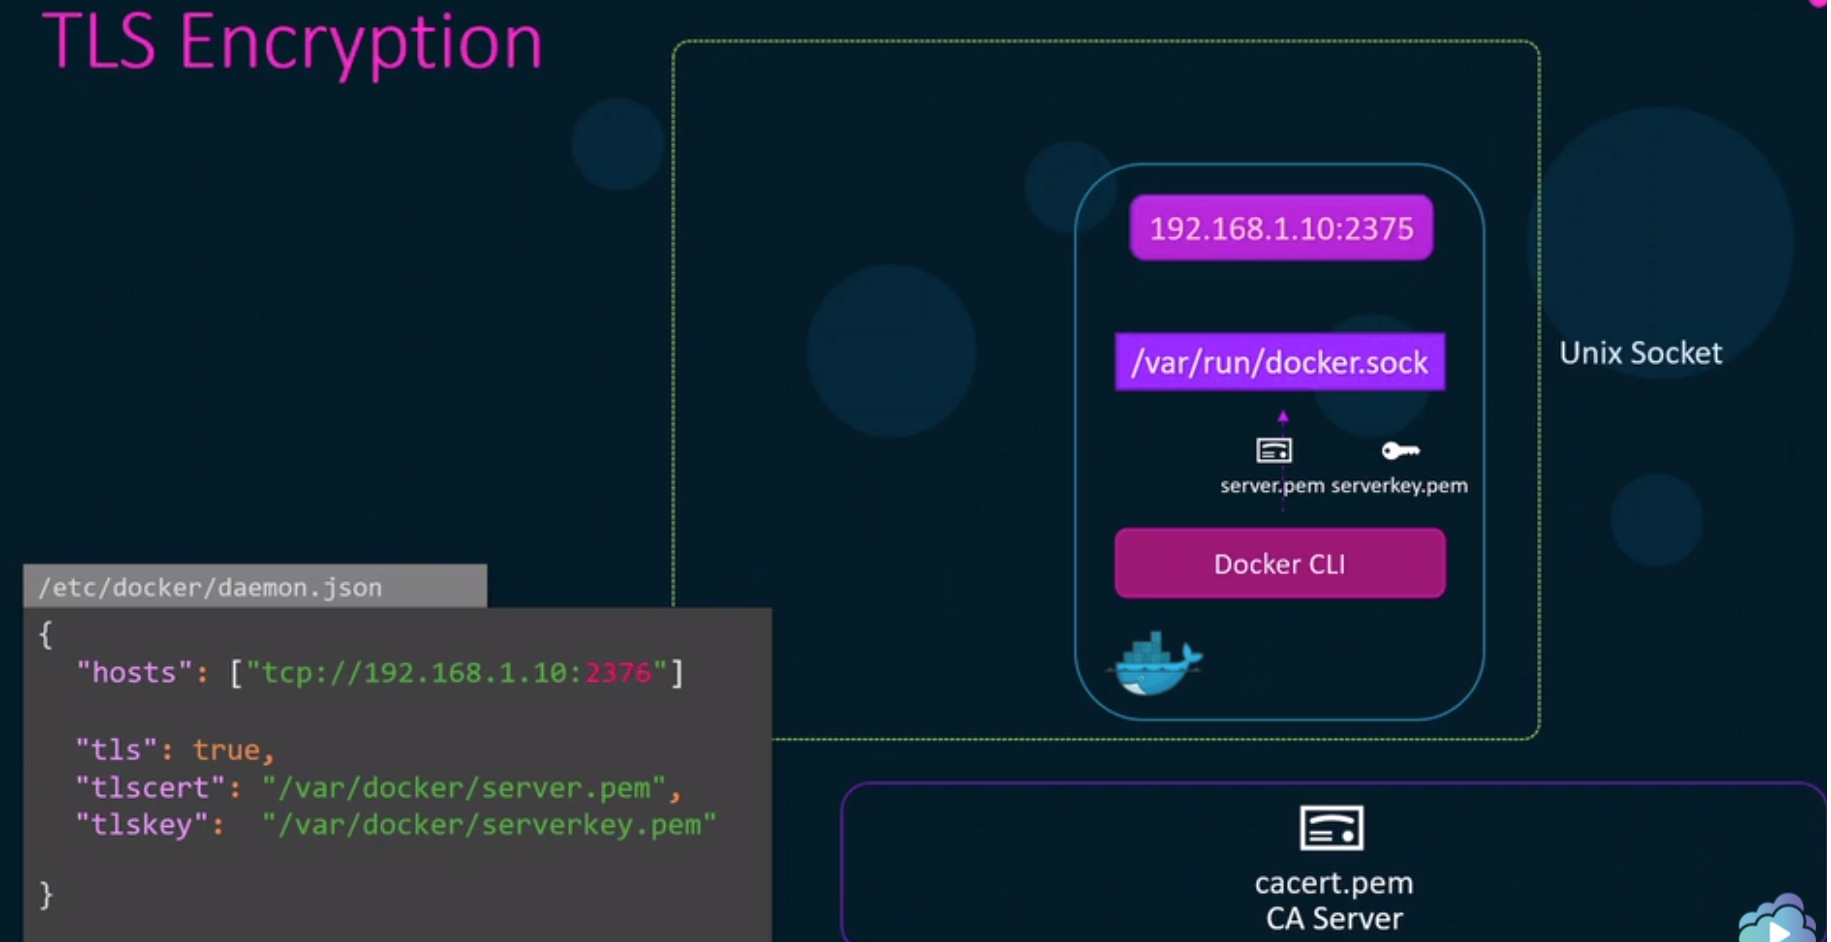 TLS Encryption
192.168.1.10:2375
/var/run/docker.sock
Unix Socket
server.pem serverkey.pem
Docker CLI
/etc/docker/daemon.json
{
"hosts": ["tcp://192.168.1.10:2376"]
"tls": true,
"tlscert": "/var/docker/server.pem",
"tlskey": "/var/docker/serverkey.pem"
}
cacert.pem
CA Server